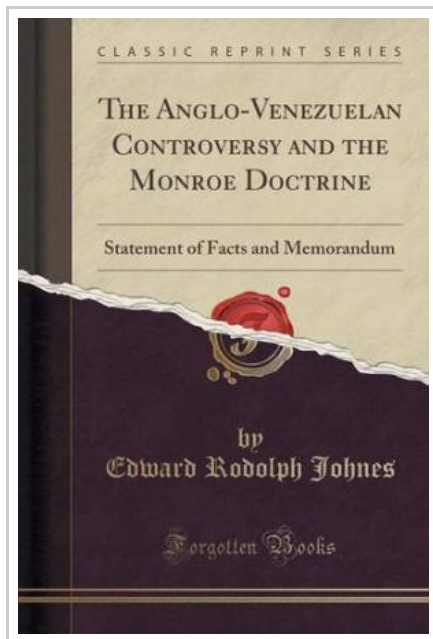 CLASSIC REPRINT SERIES
THE ANGLO-VENEZUELAN
CONTROVERSY AND THE
MONROE DOCTRINE
Statement of Facts and Memorandum
by
Edward Rodolph Johnes
Forgotten Books